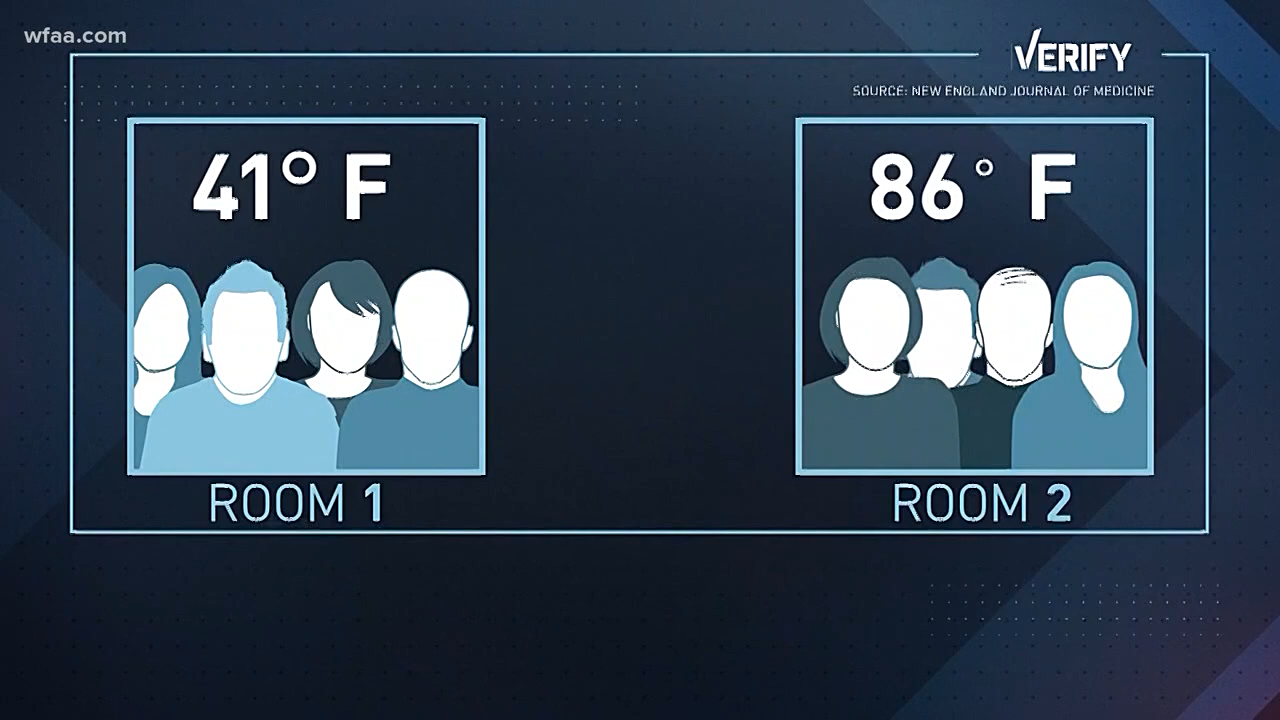 wfaa.com
VERIFY
SOURCE: NEW ENGLAND JOURNAL OF MEDICINE
41° F
86° F
ROOM 1
ROOM 2